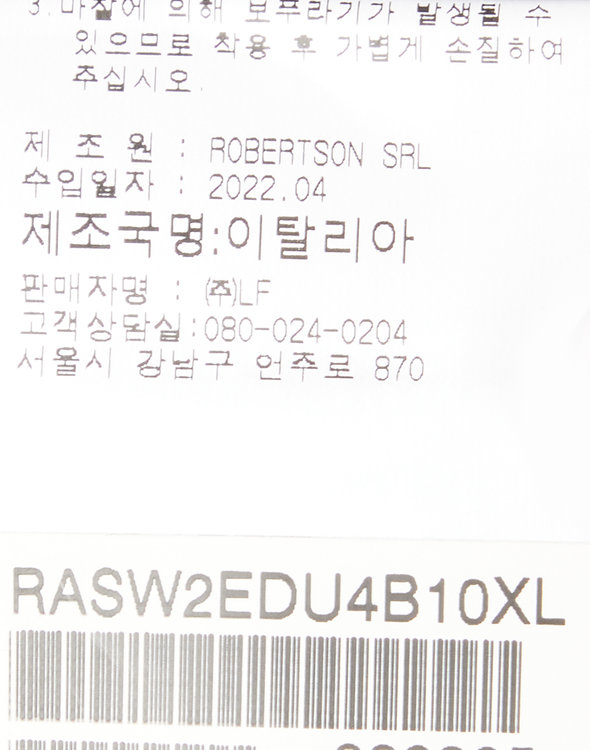 3.마찰에 의해 보푸라기가 발생될 수
있으므로 착용 후 가볍게 손질하여
주십시오.
제 조 원 : ROBERTSON SRL
수입일자 : 2022.04
제조국명:이탈리아
판매자명 : (주)LF
고객상담실:080-024-0204
서울시 강남구 언주로 870
RASW2EDU4B10XL